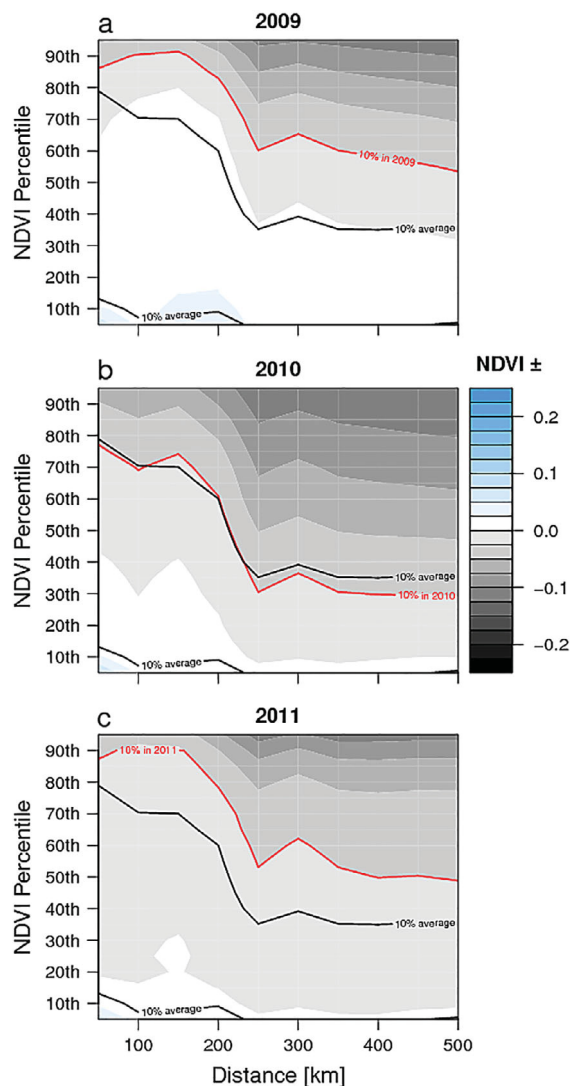 a
2009
90th
80th
70th
60th
50th
40th
30th
20th
10th
NDVI Percentile
10% in 2009
10% average
10% average
b
2010
90th
80th
70th
60th
50th
40th
30th
20th
10th
NDVI Percentile
10% average
10% in 2010
10% average
NDVI ±
0.2
0.1
0.0
−0.1
−0.2
c
2011
90th
80th
70th
60th
50th
40th
30th
20th
10th
NDVI Percentile
10% in 2011
10% average
10% average
100 200 300 400 500
Distance [km]